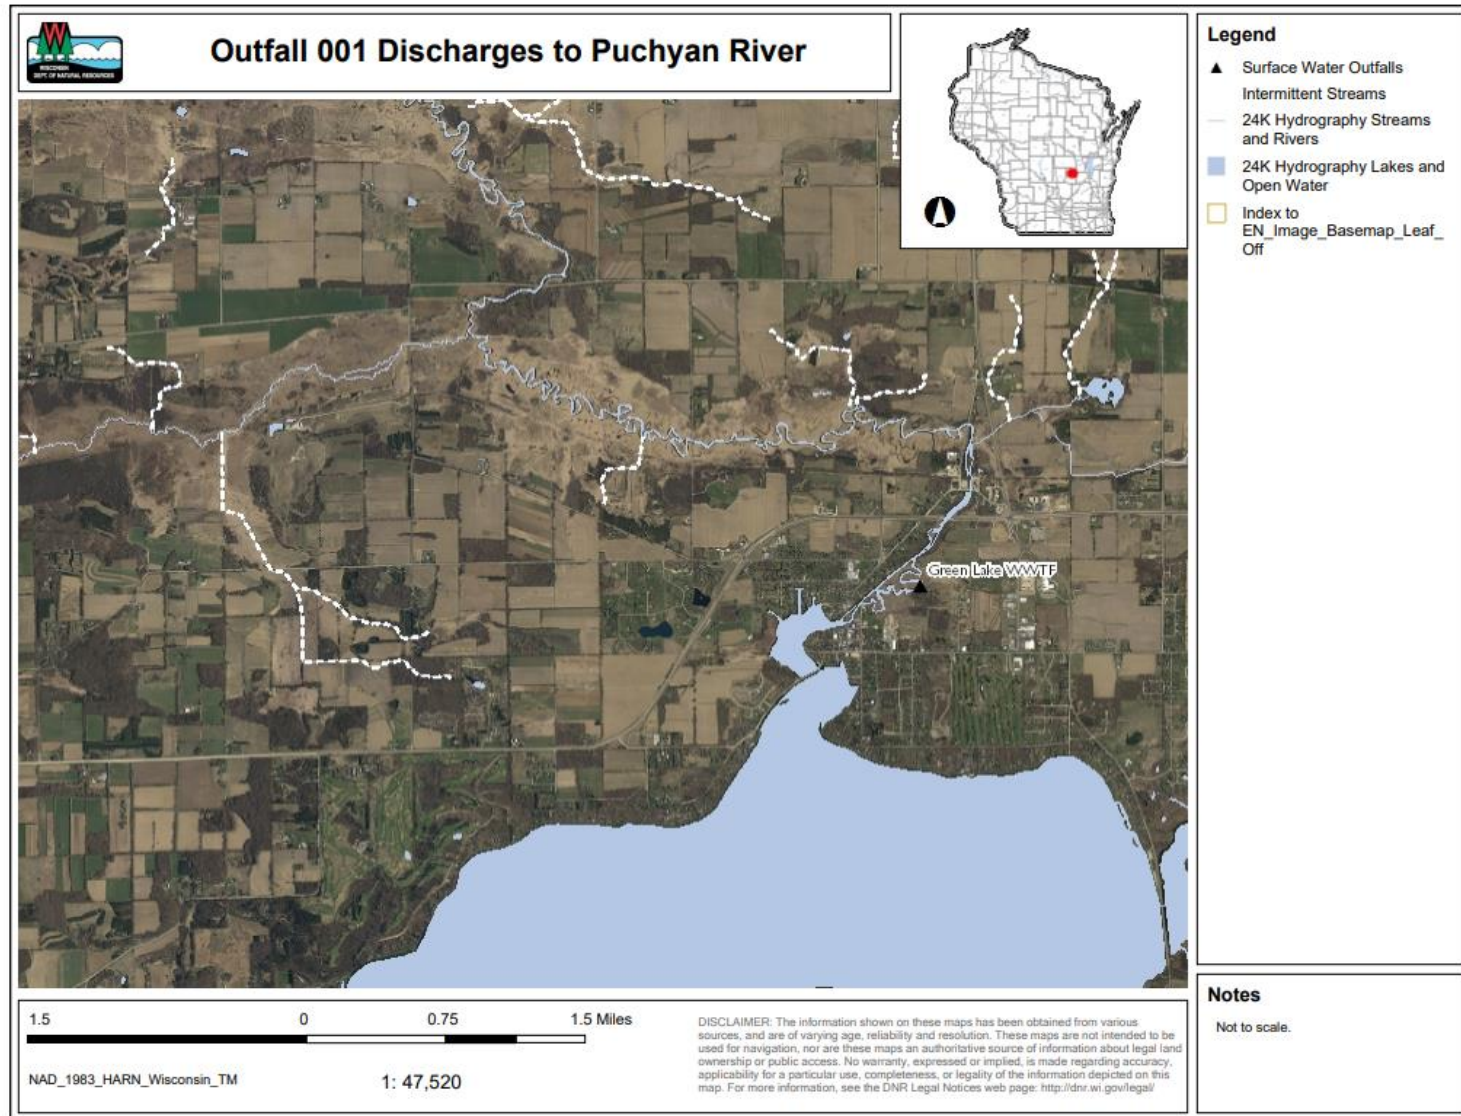 WISCONSIN
DEPT. OF NATURAL RESOURCES
Outfall 001 Discharges to Puchyan River
Legend
Surface Water Outfalls
Intermittent Streams
24K Hydrography Streams
and Rivers
24K Hydrography Lakes and
Open Water
Index to
EN_Image_Basemap_Leaf_
Off
Green Lake WWTF
1.5
0
0.75
1.5 Miles
NAD_1983_HARN_Wisconsin_TM
1: 47,520
DISCLAIMER: The information shown on these maps has been obtained from various
sources, and are of varying age, reliability and resolution. These maps are not intended to be
used for navigation, nor are these maps an authoritative source of information about legal land
ownership or public access. No warranty, expressed or implied, is made regarding accuracy,
applicability for a particular use, completeness, or legality of the information depicted on this
map. For more information, see the DNR Legal Notices web page: http://dnr.wi.gov/legal/
Notes
Not to scale.